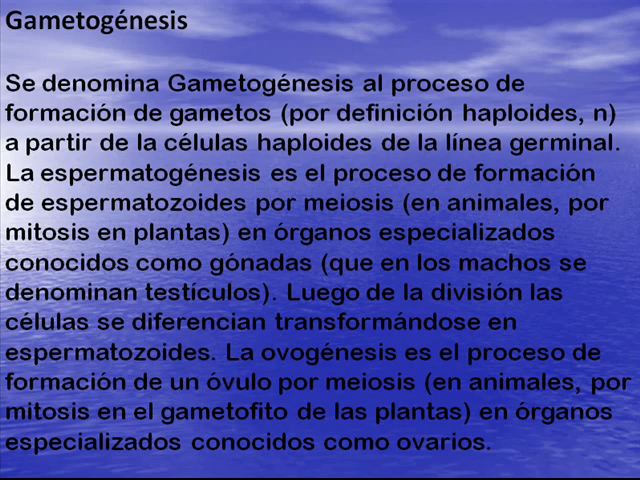 Gametogénesis
Se denomina Gametogénesis al proceso de
formación de gametos (por definición haploides, n)
a partir de la células haploides de la línea germinal.
La espermatogénesis es el proceso de formación
de espermatozoides por meiosis (en animales, por
mitosis en plantas) en órganos especializados
conocidos como gónadas (que en los machos se
denominan testículos). Luego de la división las
células se diferencian transformándose en
espermatozoides. La ovogénesis es el proceso de
formación de un óvulo por meiosis (en animales, por
mitosis en el gametofito de las plantas) en órganos
especializados conocidos como ovarios.